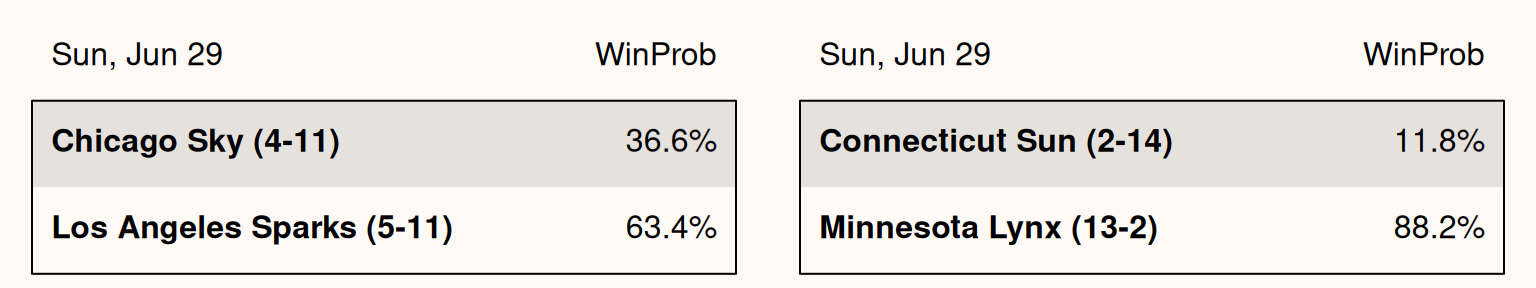 Sun, Jun 29 WinProb
Chicago Sky (4-11) 36.6%
Los Angeles Sparks (5-11) 63.4%
Sun, Jun 29 WinProb
Connecticut Sun (2-14) 11.8%
Minnesota Lynx (13-2) 88.2%